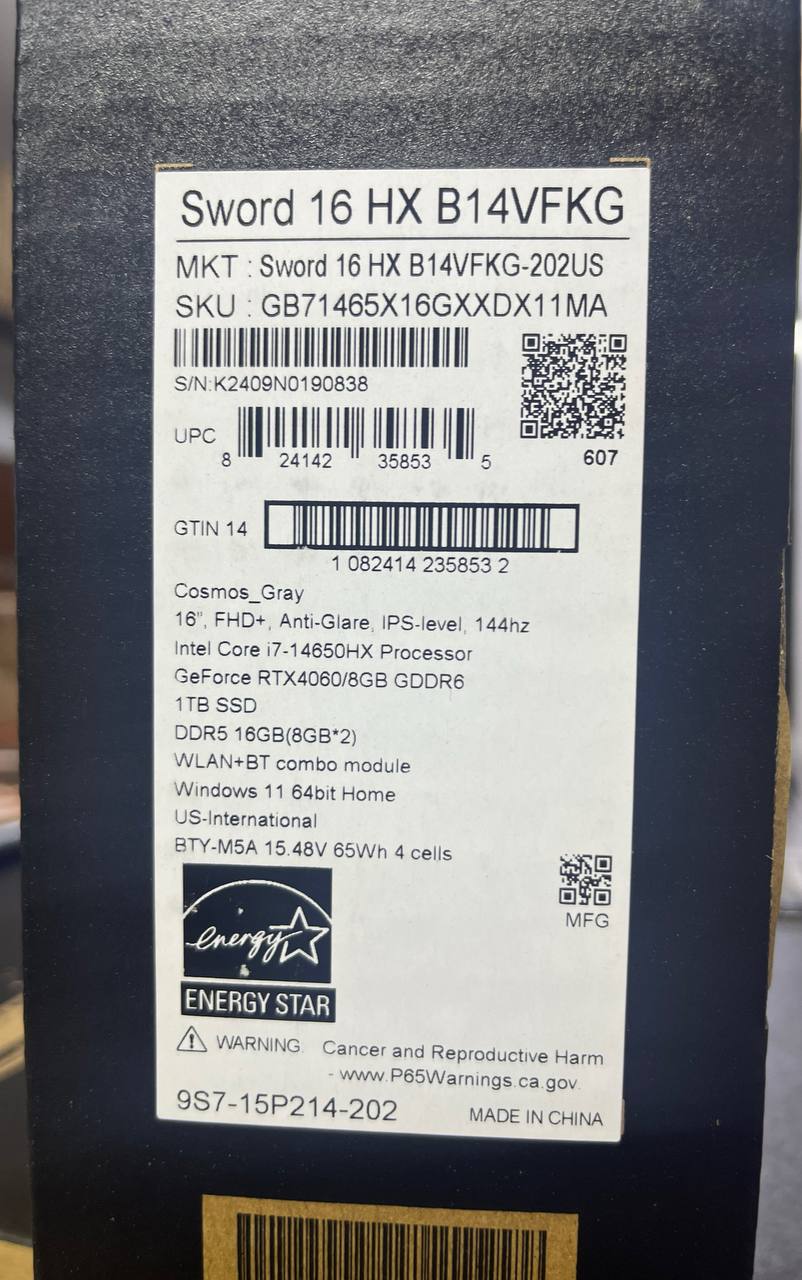 Sword 16 HX B14VFKG
MKT : Sword 16 HX B14VFKG-202US
SKU : GB71465X16GXXDX11MA
S/N:K2409N0190838
UPC
8 24142 35853 5
607
GTIN 14
1 082414 235853 2
Cosmos_Gray
16", FHD+, Anti-Glare, IPS-level, 144hz
Intel Core i7-14650HX Processor
GeForce RTX4060/8GB GDDR6
1TB SSD
DDR5 16GB(8GB*2)
WLAN+BT combo module
Windows 11 64bit Home
US-International
BTY-M5A 15.48V 65Wh 4 cells
MFG
energy
ENERGY STAR
WARNING: Cancer and Reproductive Harm
- www.P65Warnings.ca.gov.
9S7-15P214-202
MADE IN CHINA